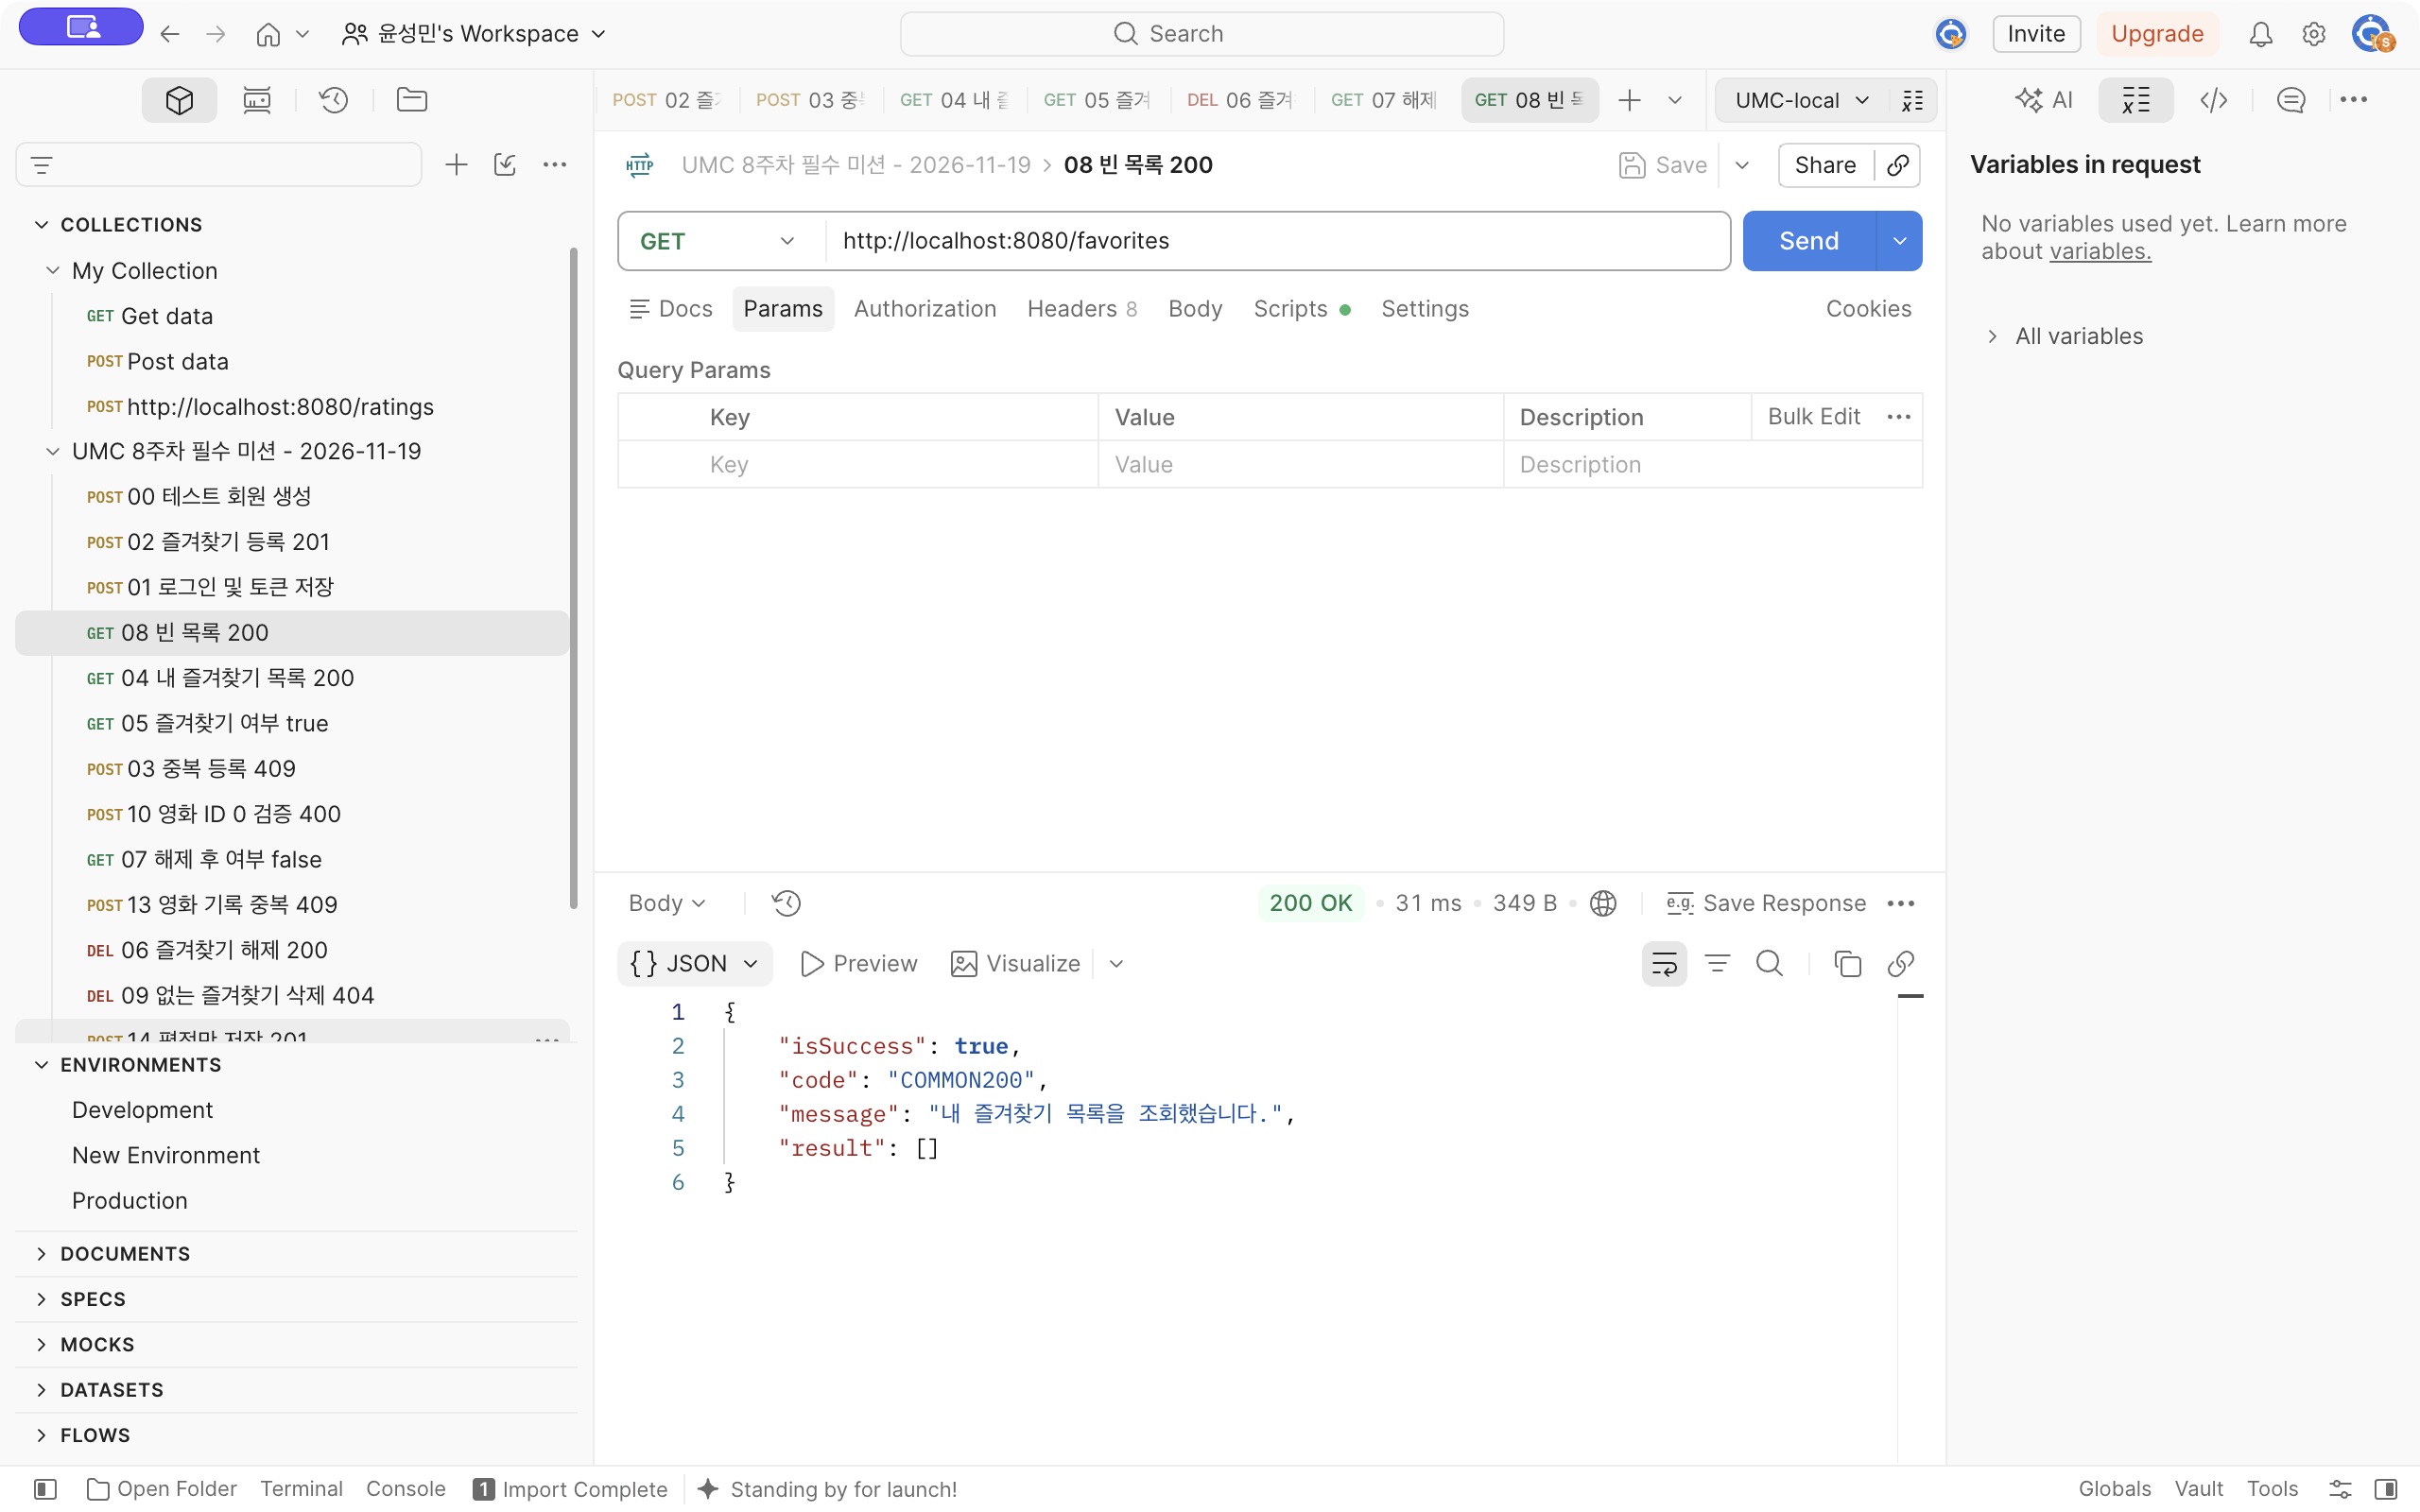 윤성민's Workspace
Search
Invite
Upgrade
POST 02 즐
POST 03 중
GET 04 내
GET 05 즐겨
DEL 06 즐겨
GET 07 해제
GET 08 빈
UMC-local
AI
HTTP
UMC 8주차 필수 미션 - 2026-11-19 > 08 빈 목록 200
Save
Share
GET
http://localhost:8080/favorites
Send
Docs
Params
Authorization
Headers 8
Body
Scripts
Settings
Cookies
Query Params
Key
Value
Description
Bulk Edit
Key
Value
Description
Variables in request
No variables used yet. Learn more
about variables.
All variables
COLLECTIONS
My Collection
GET Get data
POST Post data
POST http://localhost:8080/ratings
UMC 8주차 필수 미션 - 2026-11-19
POST 00 테스트 회원 생성
POST 02 즐겨찾기 등록 201
POST 01 로그인 및 토큰 저장
GET 08 빈 목록 200
GET 04 내 즐겨찾기 목록 200
GET 05 즐겨찾기 여부 true
POST 03 중복 등록 409
POST 10 영화 ID 0 검증 400
GET 07 해제 후 여부 false
POST 13 영화 기록 중복 409
DEL 06 즐겨찾기 해제 200
DEL 09 없는 즐겨찾기 삭제 404
POST 14 평점만 저장 201
ENVIRONMENTS
Development
New Environment
Production
DOCUMENTS
SPECS
MOCKS
DATASETS
FLOWS
Body
200 OK
31 ms
349 B
e.g. Save Response
{} JSON
Preview
Visualize
1 {
2 "isSuccess": true,
3 "code": "COMMON200",
4 "message": "내 즐겨찾기 목록을 조회했습니다.",
5 "result": []
6 }
Open Folder
Terminal
Console
1 Import Complete
Standing by for launch!
Globals
Vault
Tools